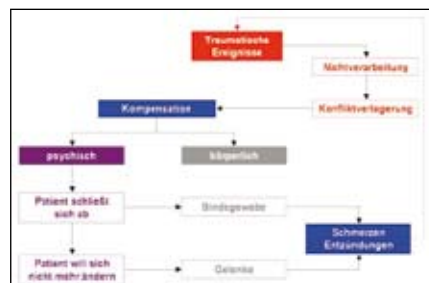 Traumatische
Ereignisse
Nichtverarbeitung
Kompensation
Konfliktverlagerung
psychisch
körperlich
Patient schließt
sich ab
Bindegewebe
Schmerzen
Entzündungen
Patient will sich
nicht mehr ändern
Gelenke